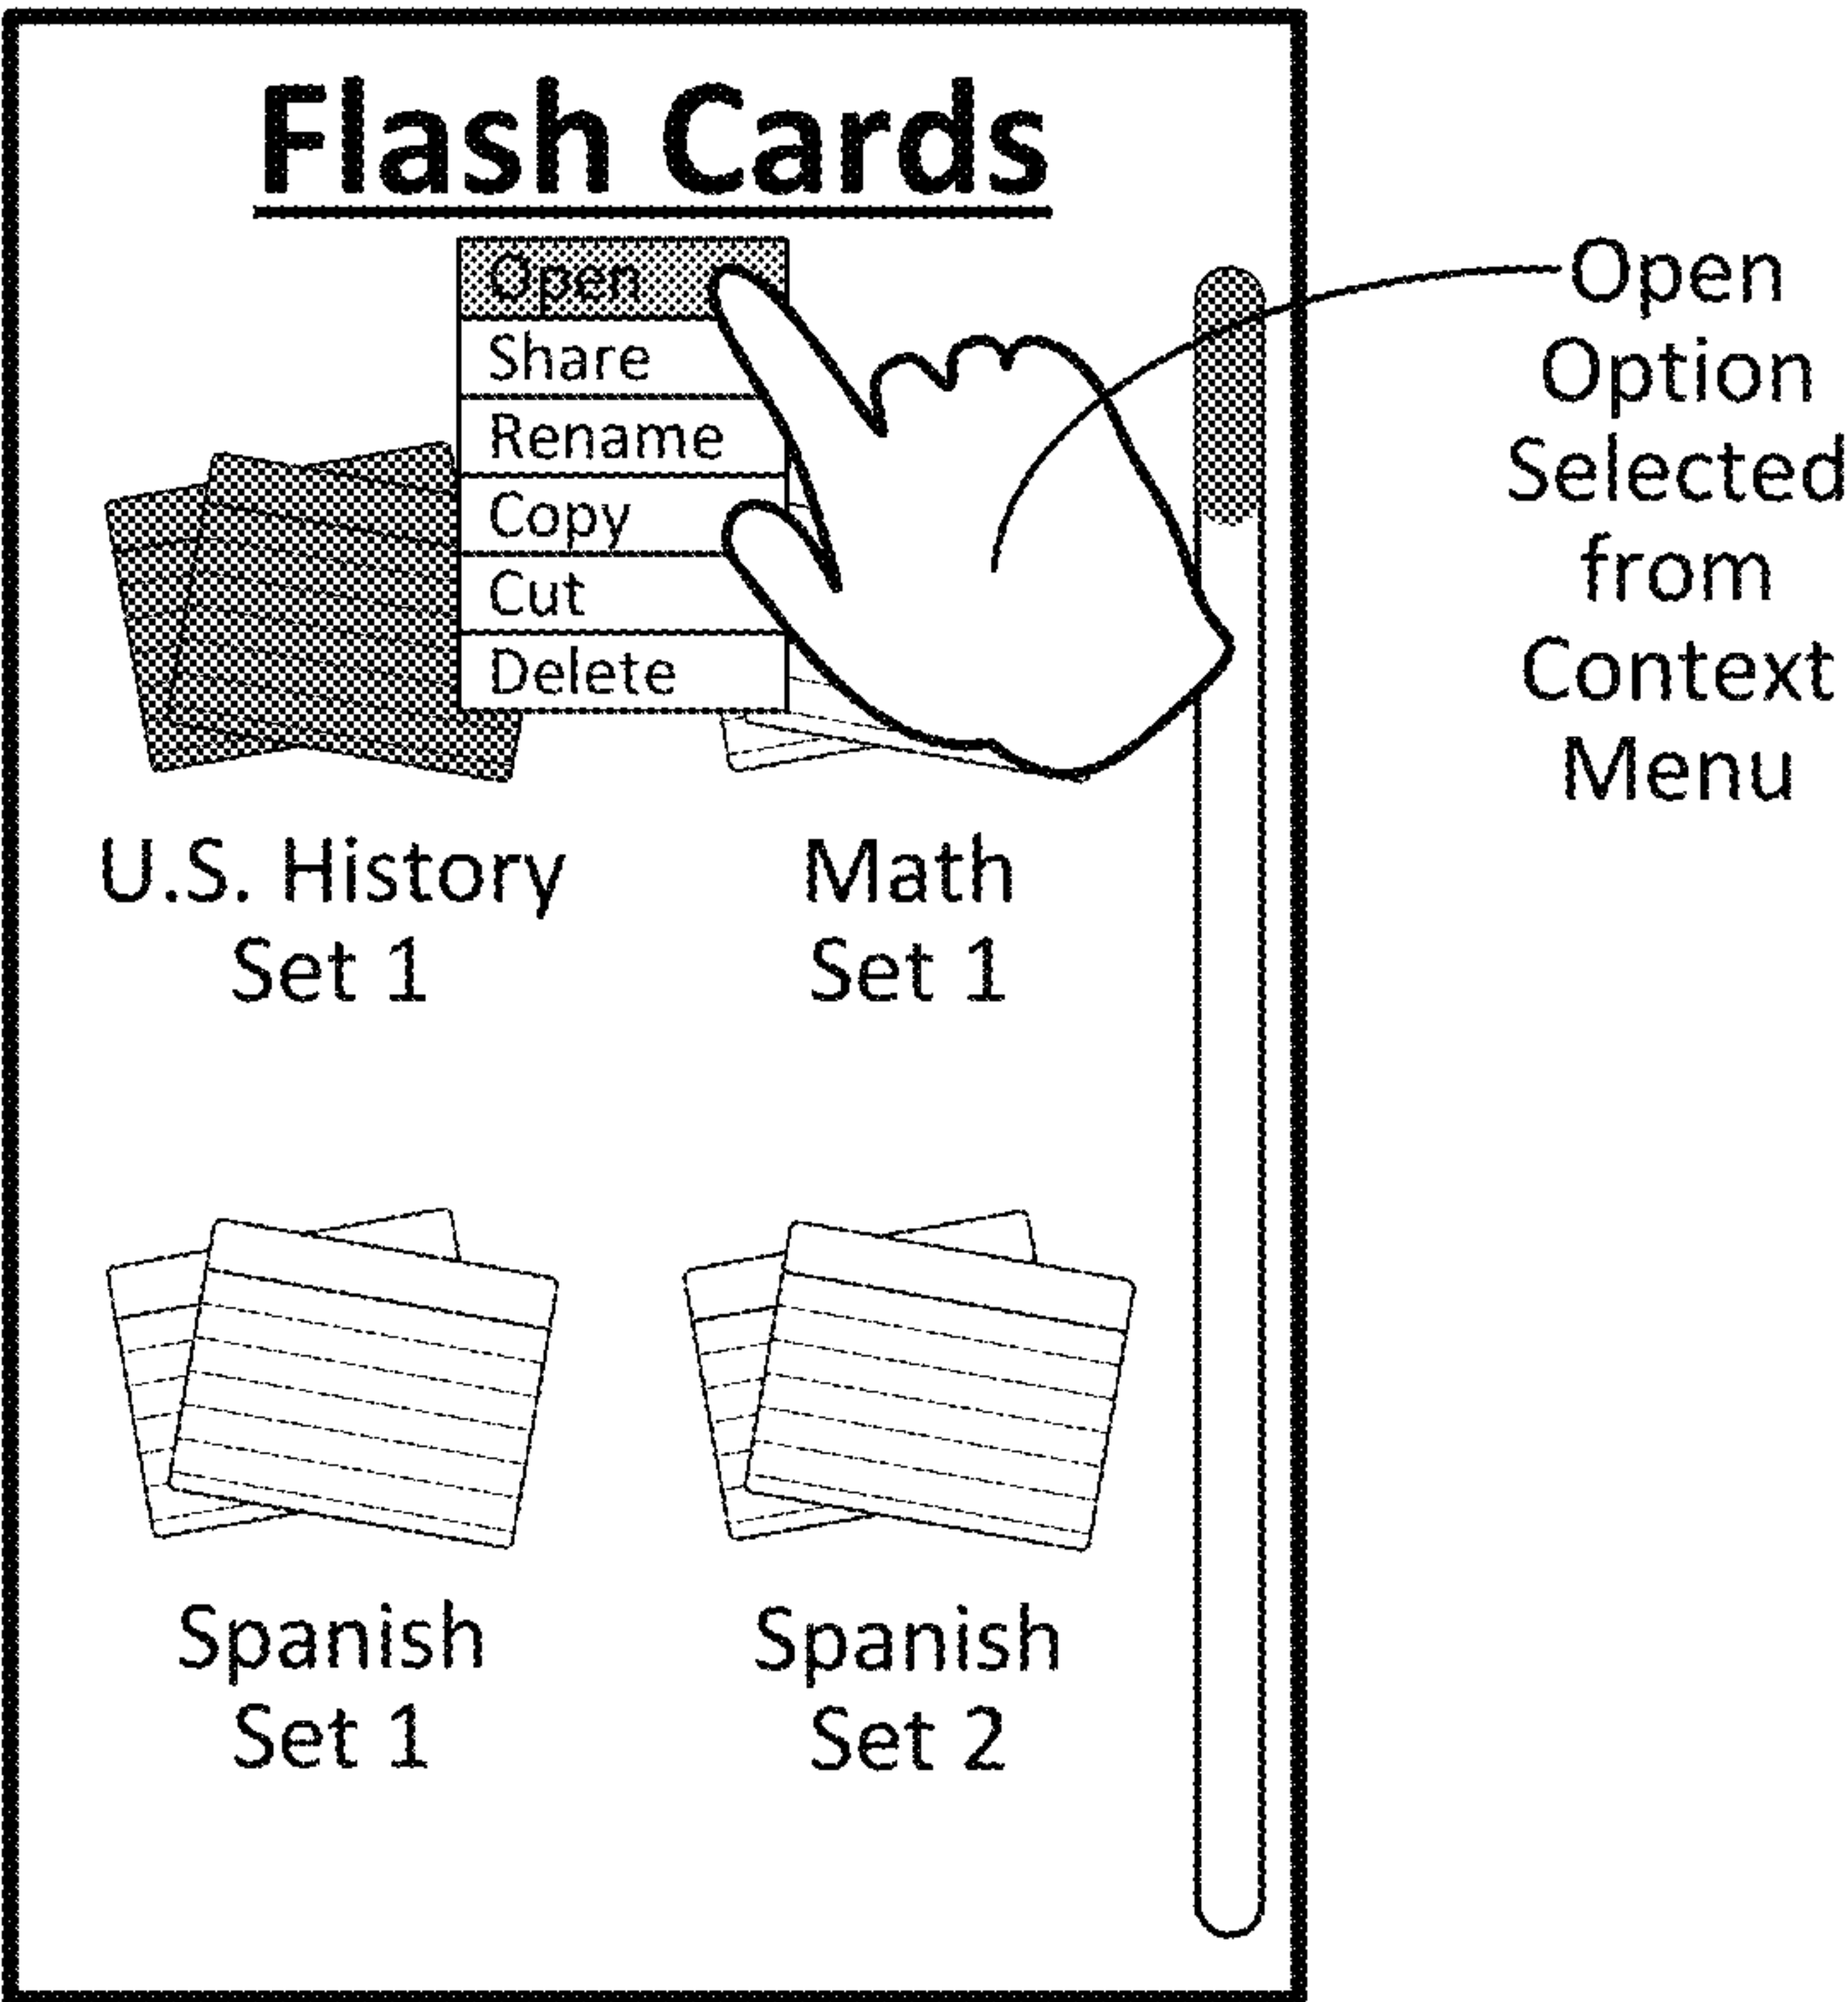 Flash Cards
Open
Share
Rename
Copy
Cut
Delete
U.S. History
Set 1
Math
Set 1
Spanish
Set 1
Spanish
Set 2
Open
Option
Selected
from
Context
Menu